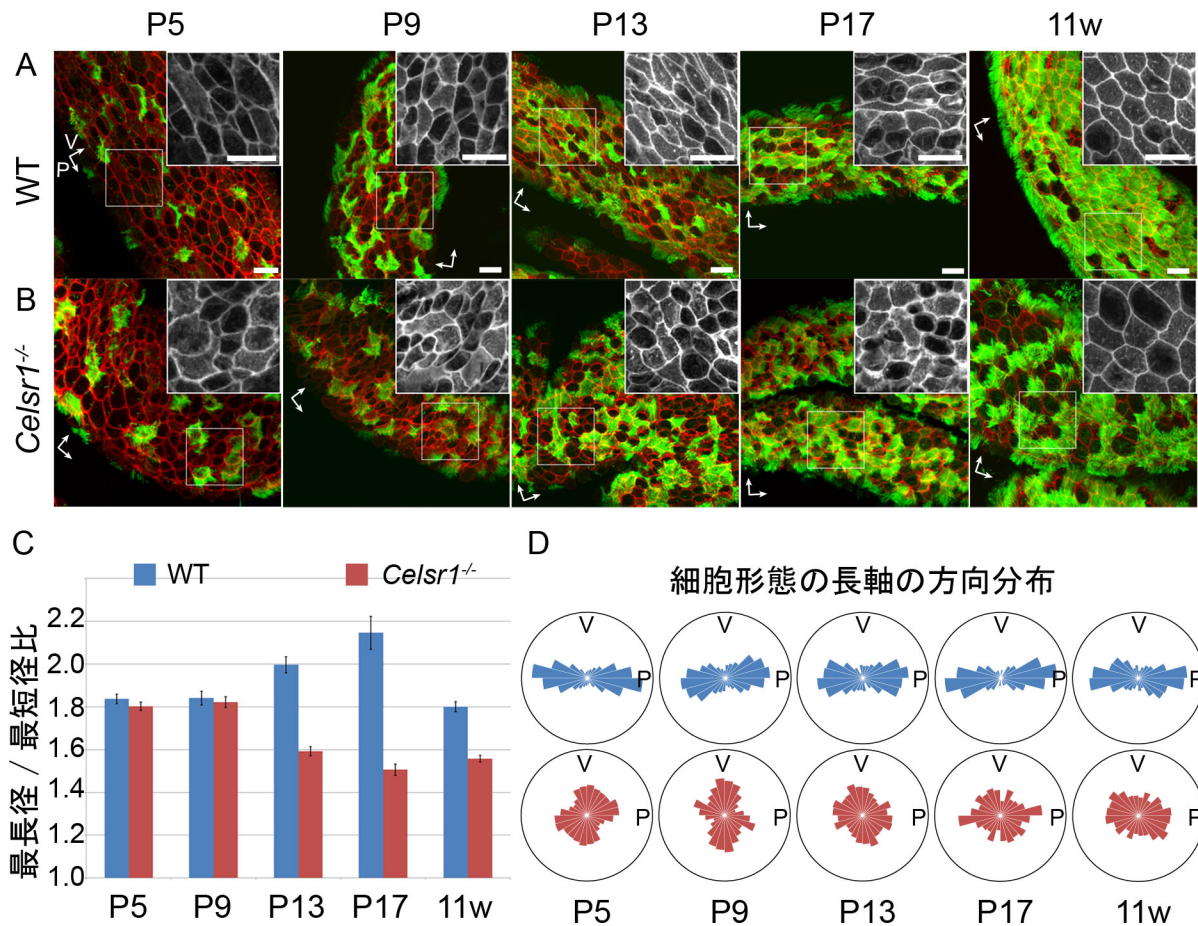 P5 P9 P13 P17 11w
A
V
P
WT
B
Celsr1-/-
C
WT Celsr1-/-
最長径 / 最短径比
2.2
2.0
1.8
1.6
1.4
1.2
1.0
P5 P9 P13 P17 11w
D
細胞形態の長軸の方向分布
V V V V V
P P P P P
V V V V V
P P P P P
P5 P9 P13 P17 11w